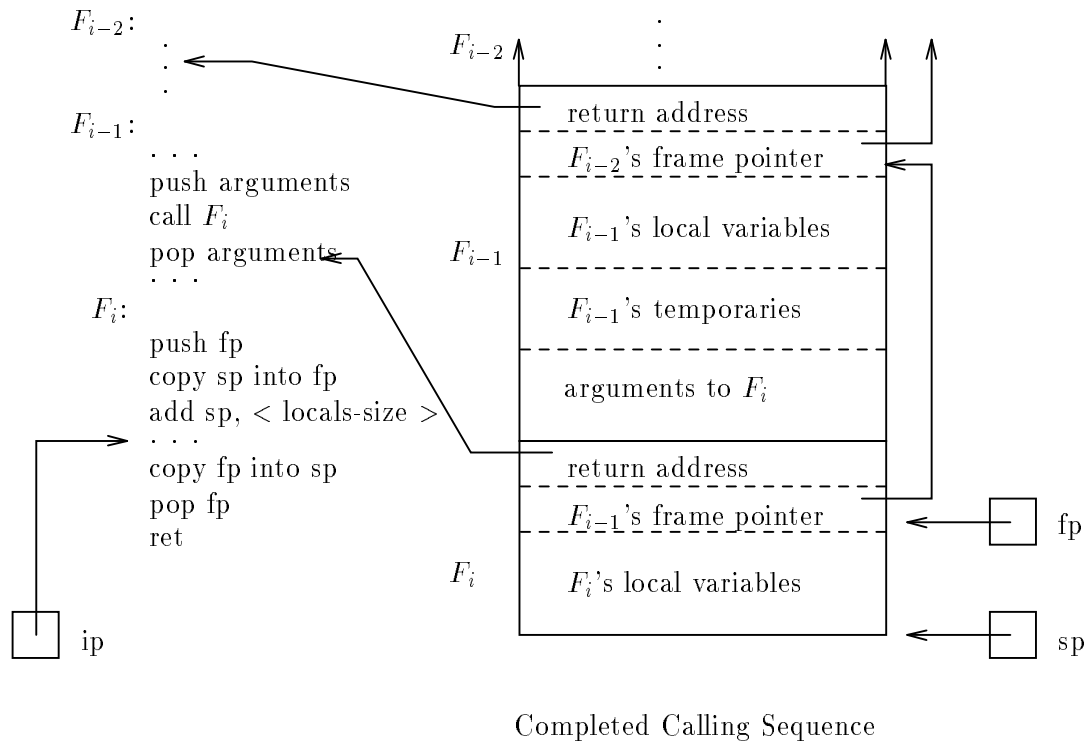 F_{i−2}:
.
.
.
F_{i−1}:
. . .
push arguments
call F_i
pop arguments
. . .
F_i:
push fp
copy sp into fp
add sp, < locals-size >
. . .
copy fp into sp
pop fp
ret
ip
F_{i−2}
.
.
.
return address
F_{i−2}'s frame pointer
F_{i−1}'s local variables
F_{i−1}
F_{i−1}'s temporaries
arguments to F_i
return address
F_{i−1}'s frame pointer
fp
F_i
F_i's local variables
sp
Completed Calling Sequence